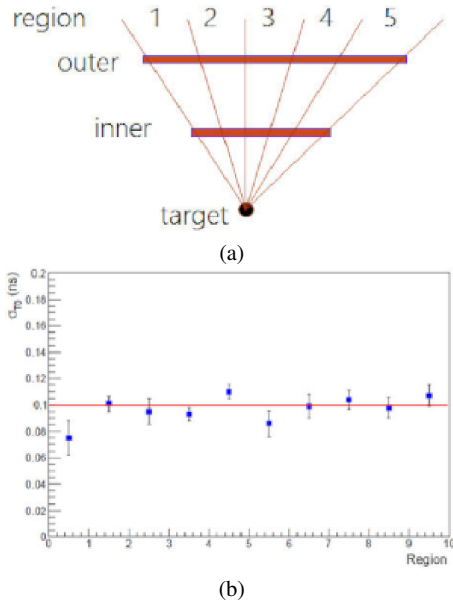 region 1 2 3 4 5
outer
inner
target
(a)
σT0 (ns)
0.2
0.18
0.16
0.14
0.12
0.1
0.08
0.06
0.04
0.02
0
0 1 2 3 4 5 6 7 8 9 10
Region
(b)